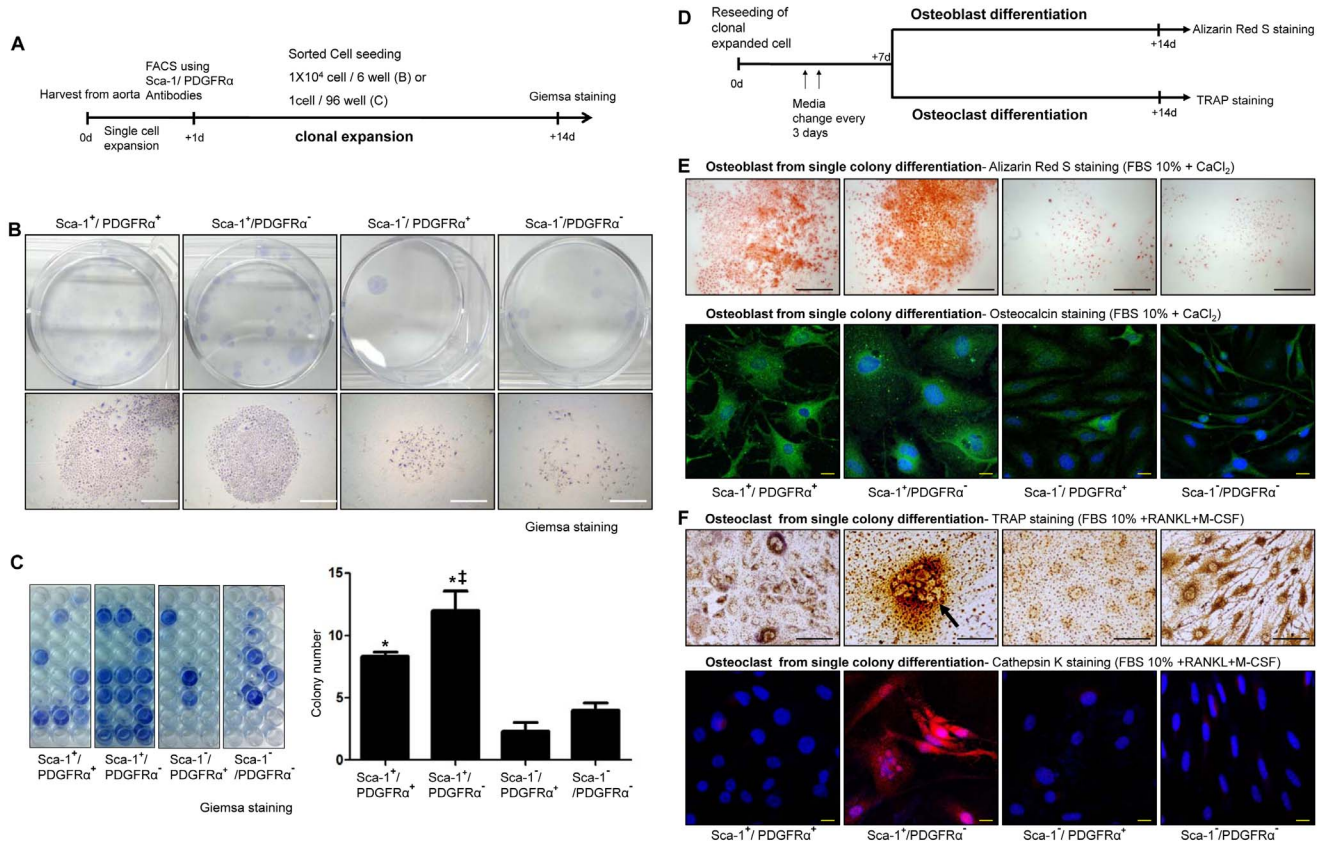 A
FACS using
Sca-1/ PDGFRα
Antibodies
Sorted Cell seeding
1X10⁴ cell / 6 well (B) or
1cell / 96 well (C)
Harvest from aorta
Giemsa staining
0d
Single cell
expansion
+1d
clonal expansion
+14d
B
Sca-1⁺/ PDGFRα⁺
Sca-1⁺/PDGFRα⁻
Sca-1⁻/ PDGFRα⁺
Sca-1⁻/PDGFRα⁻
Giemsa staining
C
Sca-1⁺/
PDGFRα⁺
Sca-1⁺/
PDGFRα⁻
Sca-1⁻/
PDGFRα⁺
Sca-1⁻
/PDGFRα⁻
Giemsa staining
Colony number
15
10
5
0
*
*‡
Sca-1⁺/
PDGFRα⁺
Sca-1⁺/
PDGFRα⁻
Sca-1⁻/
PDGFRα⁺
Sca-1⁻
/PDGFRα⁻
D
Reseeding of
clonal
expanded cell
0d
Media
change every
3 days
+7d
Osteoblast differentiation
+14d
Alizarin Red S staining
Osteoclast differentiation
+14d
TRAP staining
E
Osteoblast from single colony differentiation- Alizarin Red S staining (FBS 10% + CaCl₂)
Osteoblast from single colony differentiation- Osteocalcin staining (FBS 10% + CaCl₂)
Sca-1⁺/ PDGFRα⁺
Sca-1⁺/PDGFRα⁻
Sca-1⁻/ PDGFRα⁺
Sca-1⁻/PDGFRα⁻
F
Osteoclast from single colony differentiation- TRAP staining (FBS 10% +RANKL+M-CSF)
Osteoclast from single colony differentiation- Cathepsin K staining (FBS 10% +RANKL+M-CSF)
Sca-1⁺/ PDGFRα⁺
Sca-1⁺/PDGFRα⁻
Sca-1⁻/ PDGFRα⁺
Sca-1⁻/PDGFRα⁻